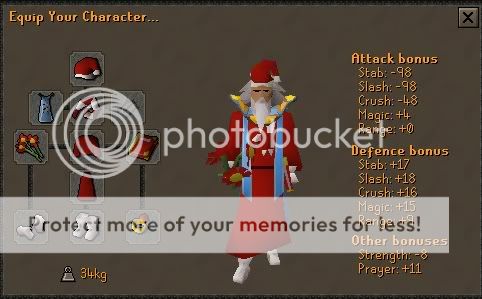 Equip Your Character...
Attack bonus
Stab: -98
Slash: -98
Crush: -48
Magic: +4
Range: +0
photobucket
Defence bonus
Stab: +17
Slash: +18
Crush: +16
Magic: +15
Protect more of your memories for less!
Other bonuses
Strength: -8
Prayer: +11
34kg